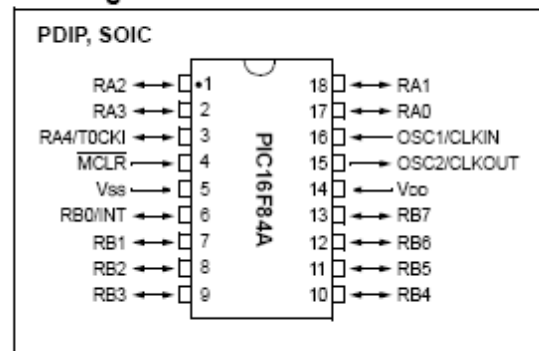 PDIP, SOIC
RA2 •1 18 RA1
RA3 2 17 RA0
RA4/T0CKI 3 16 OSC1/CLKIN
MCLR 4 15 OSC2/CLKOUT
Vss 5 14 VDD
RB0/INT 6 13 RB7
RB1 7 12 RB6
RB2 8 11 RB5
RB3 9 10 RB4
PIC16F84A